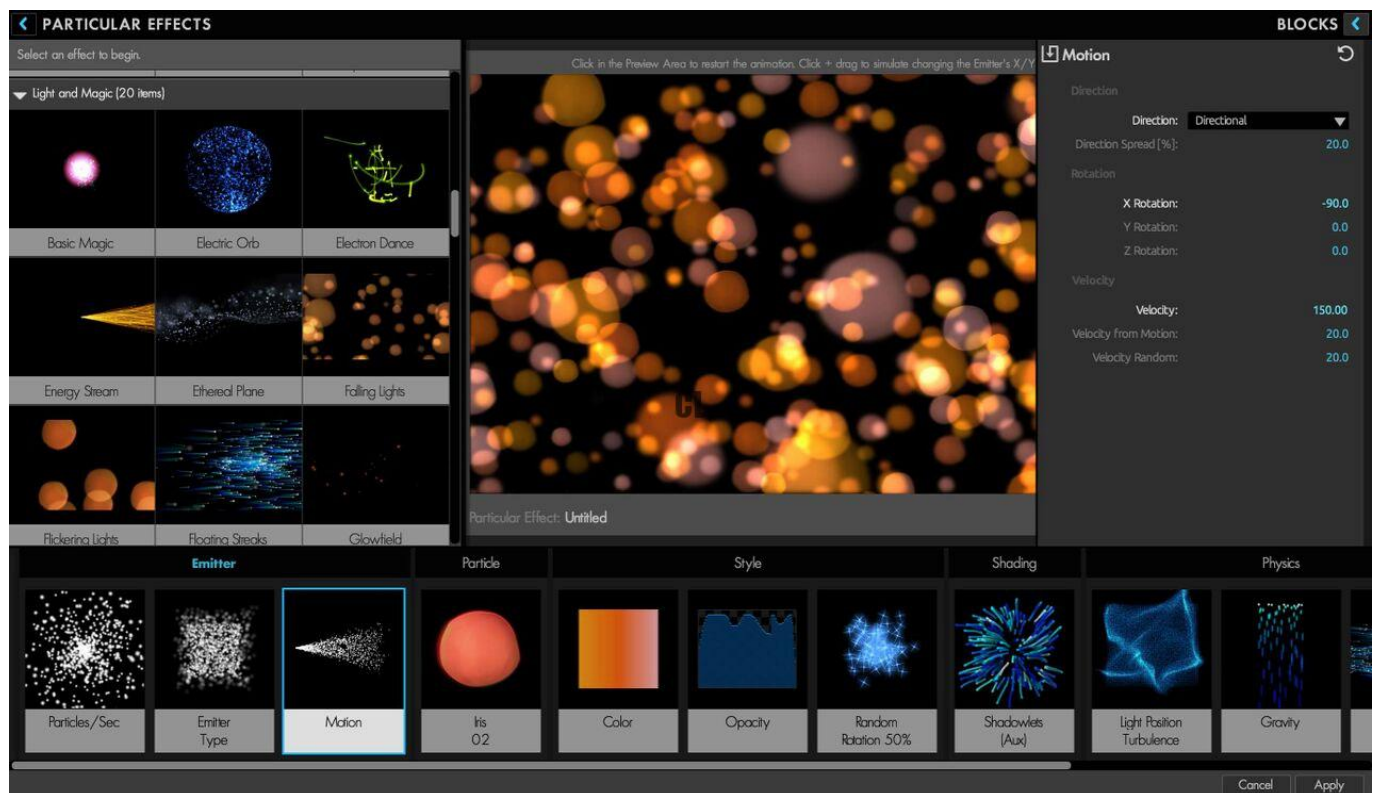 PARTICULAR EFFECTS
BLOCKS
Select an effect to begin.
Click in the Preview Area to restart the animation. Click + drag to simulate changing the Emitter's X/Y
Motion
Light and Magic (20 items)
Direction
Direction: Directional
Direction Spread [%]: 20.0
Rotation
X Rotation: -90.0
Y Rotation: 0.0
Z Rotation: 0.0
Velocity
Velocity: 150.00
Velocity from Motion: 20.0
Velocity Random: 20.0
Basic Magic
Electric Orb
Electron Dance
Energy Stream
Ethereal Plane
Falling Lights
Flickering Lights
Floating Streaks
Glowfield
CL
Particular Effect: Untitled
Emitter
Particle
Style
Shading
Physics
Particles/Sec
Emitter
Type
Motion
Iris
02
Color
Opacity
Random
Rotation 50%
Shadowlets
(Aux)
Light Position
Turbulence
Gravity
Cancel
Apply